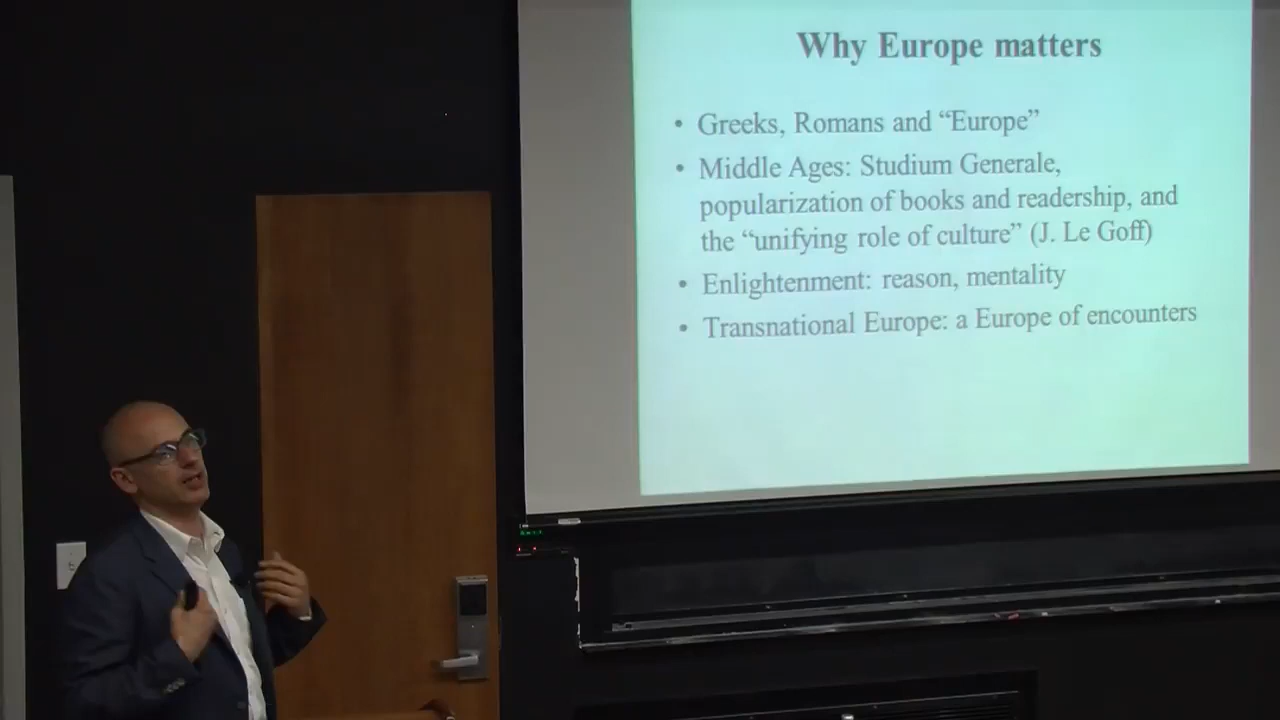 Why Europe matters
• Greeks, Romans and “Europe”
• Middle Ages: Studium Generale,
popularization of books and readership, and
the “unifying role of culture” (J. Le Goff)
• Enlightenment: reason, mentality
• Transnational Europe: a Europe of encounters